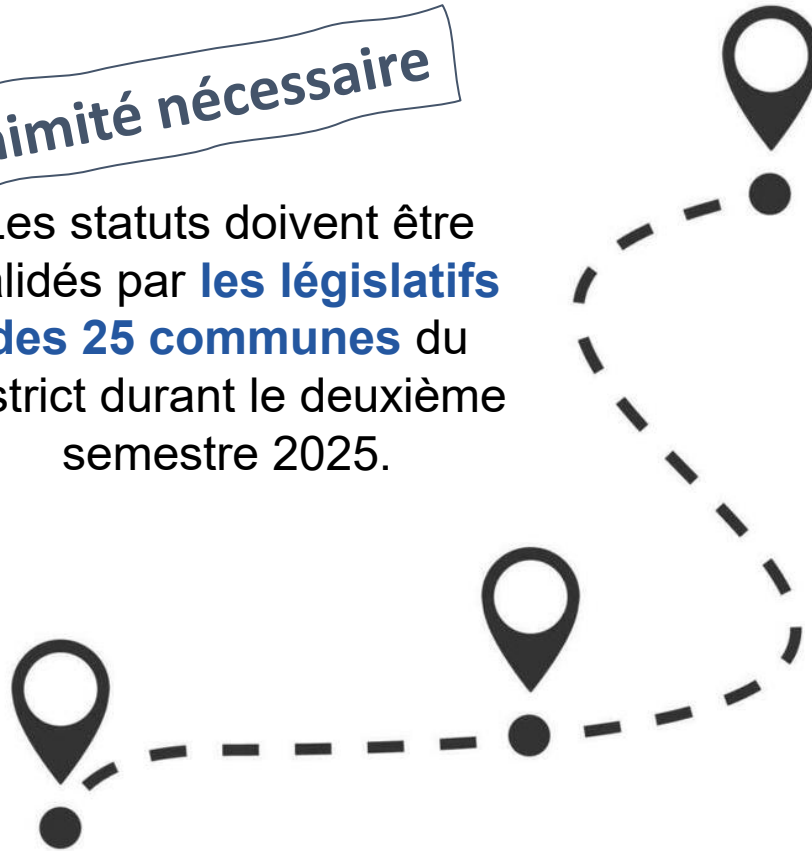 nimité nécessaire
Les statuts doivent être
alidés par les législatifs
des 25 communes du
strict durant le deuxième
semestre 2025.